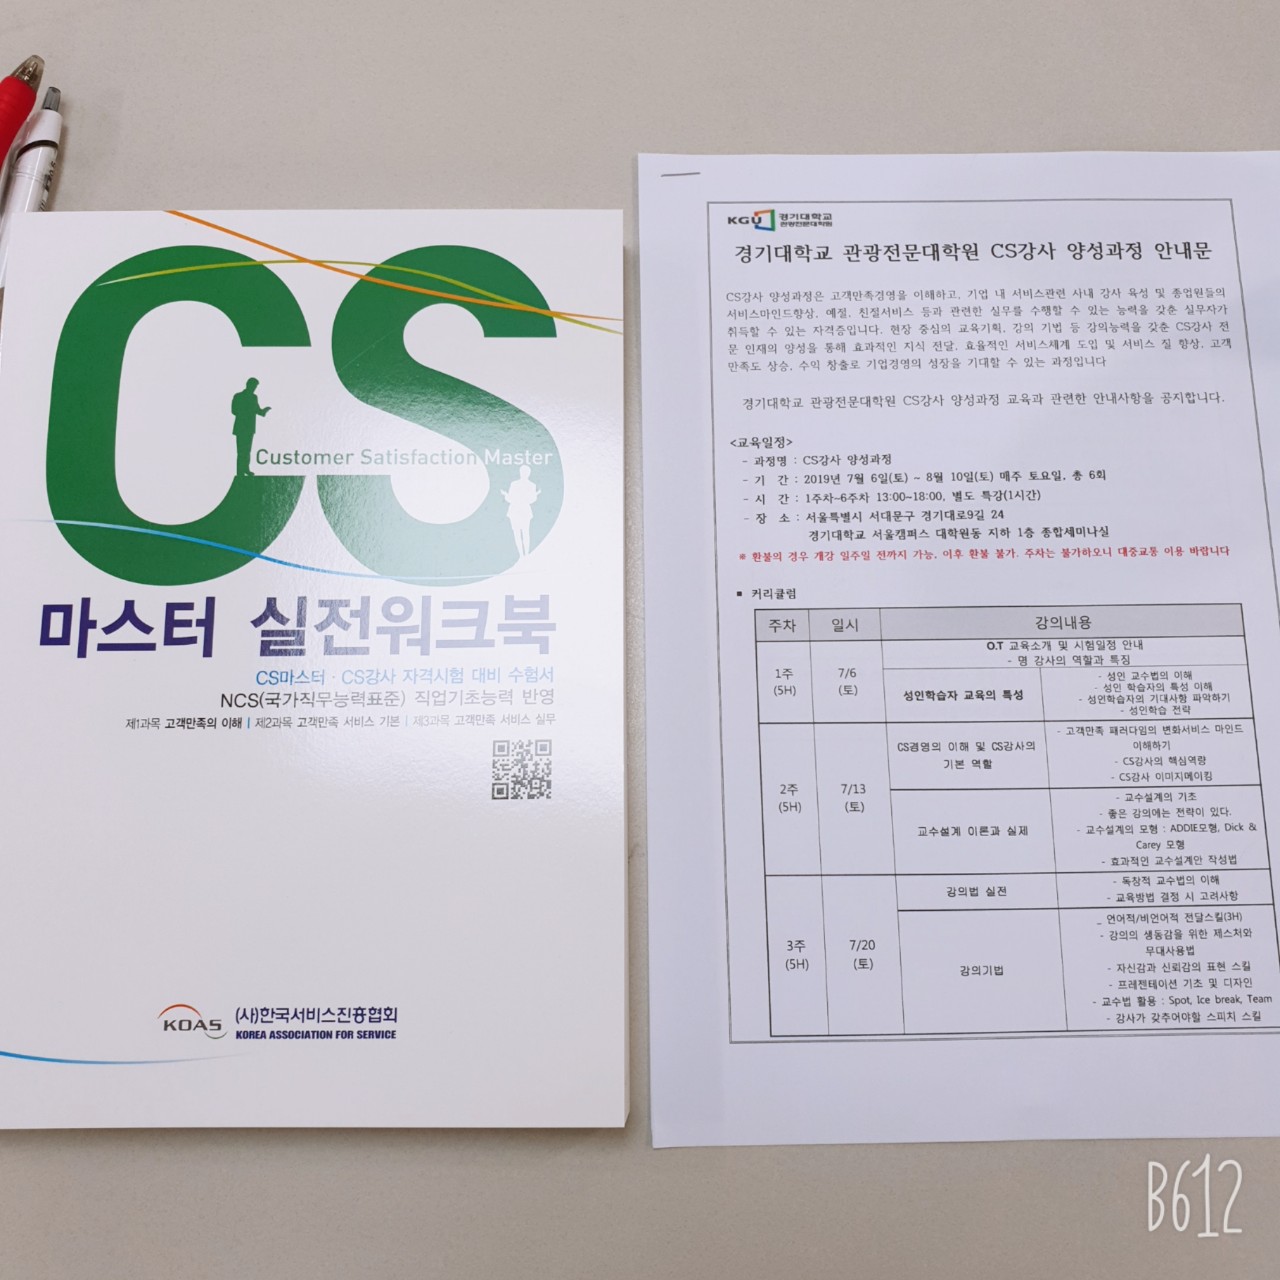 CS
Customer Satisfaction Master
마스터 실전워크북
CS마스터 · CS강사 자격시험 대비 수험서
NCS(국가직무능력표준) 직업기초능력 반영
제1과목 고객만족의 이해 | 제2과목 고객만족 서비스 기본 | 제3과목 고객만족 서비스 실무
KOAS (사)한국서비스진흥협회
KOREA ASSOCIATION FOR SERVICE
KGU 경기대학교
관광전문대학원
경기대학교 관광전문대학원 CS강사 양성과정 안내문
CS강사 양성과정은 고객만족경영을 이해하고, 기업 내 서비스관련 사내 강사 육성 및 종업원들의
서비스마인드향상, 예절, 친절서비스 등과 관련한 실무를 수행할 수 있는 능력을 갖춘 실무자가
취득할 수 있는 자격증입니다. 현장 중심의 교육기획, 강의 기법 등 강의능력을 갖춘 CS강사 전
문 인재의 양성을 통해 효과적인 지식 전달, 효율적인 서비스체계 도입 및 서비스 질 향상, 고객
만족도 상승, 수익 창출로 기업경영의 성장을 기대할 수 있는 과정입니다
경기대학교 관광전문대학원 CS강사 양성과정 교육과 관련한 안내사항을 공지합니다.
<교육일정>
- 과정명 : CS강사 양성과정
- 기 간 : 2019년 7월 6일(토) ~ 8월 10일(토) 매주 토요일, 총 6회
- 시 간 : 1주차~6주차 13:00~18:00, 별도 특강(1시간)
- 장 소 : 서울특별시 서대문구 경기대로9길 24
경기대학교 서울캠퍼스 대학원동 지하 1층 종합세미나실
※ 환불의 경우 개강 일주일 전까지 가능, 이후 환불 불가. 주차는 불가하오니 대중교통 이용 바랍니다
■ 커리큘럼
주차 일시 강의내용
1주 (5H) 7/6 (토)
O.T 교육소개 및 시험일정 안내
- 명 강사의 역할과 특징
성인학습자 교육의 특성
- 성인 교수법의 이해
- 성인 학습자의 특성 이해
- 성인학습자의 기대사항 파악하기
- 성인학습 전략
2주 (5H) 7/13 (토)
CS경영의 이해 및 CS강사의
기본 역할
- 고객만족 패러다임의 변화서비스 마인드
이해하기
- CS강사의 핵심역량
- CS강사 이미지메이킹
교수설계 이론과 실제
- 교수설계의 기초
- 좋은 강의에는 전략이 있다.
- 교수설계의 모형 : ADDIE모형, Dick &
Carey 모형
- 효과적인 교수설계안 작성법
3주 (5H) 7/20 (토)
강의법 실전
- 독창적 교수법의 이해
- 교육방법 결정 시 고려사항
강의기법
_ 언어적/비언어적 전달스킬(3H)
- 강의의 생동감을 위한 제스처와
무대사용법
- 자신감과 신뢰감의 표현 스킬
- 프레젠테이션 기초 및 디자인
- 교수법 활용 : Spot, Ice break, Team
- 강사가 갖추어야할 스피치 스킬
B612